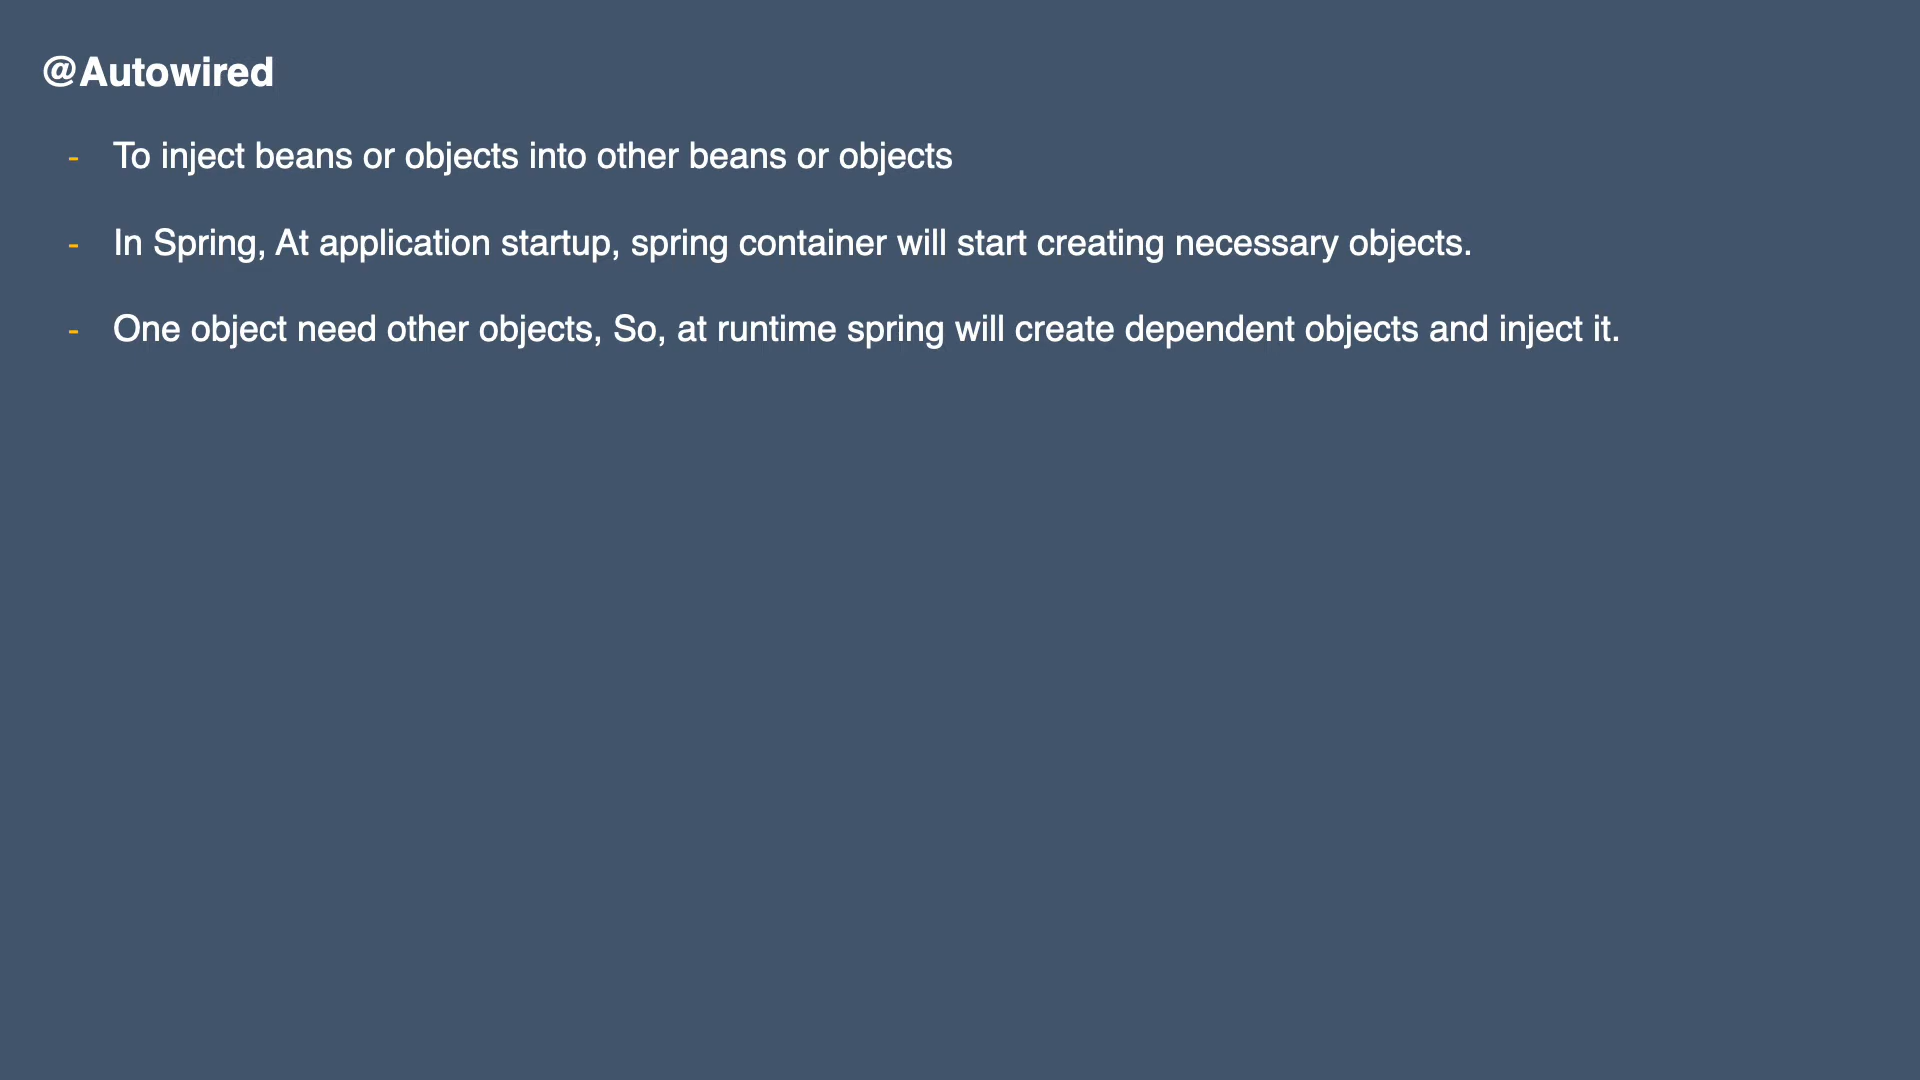 @Autowired
- To inject beans or objects into other beans or objects
- In Spring, At application startup, spring container will start creating necessary objects.
- One object need other objects, So, at runtime spring will create dependent objects and inject it.